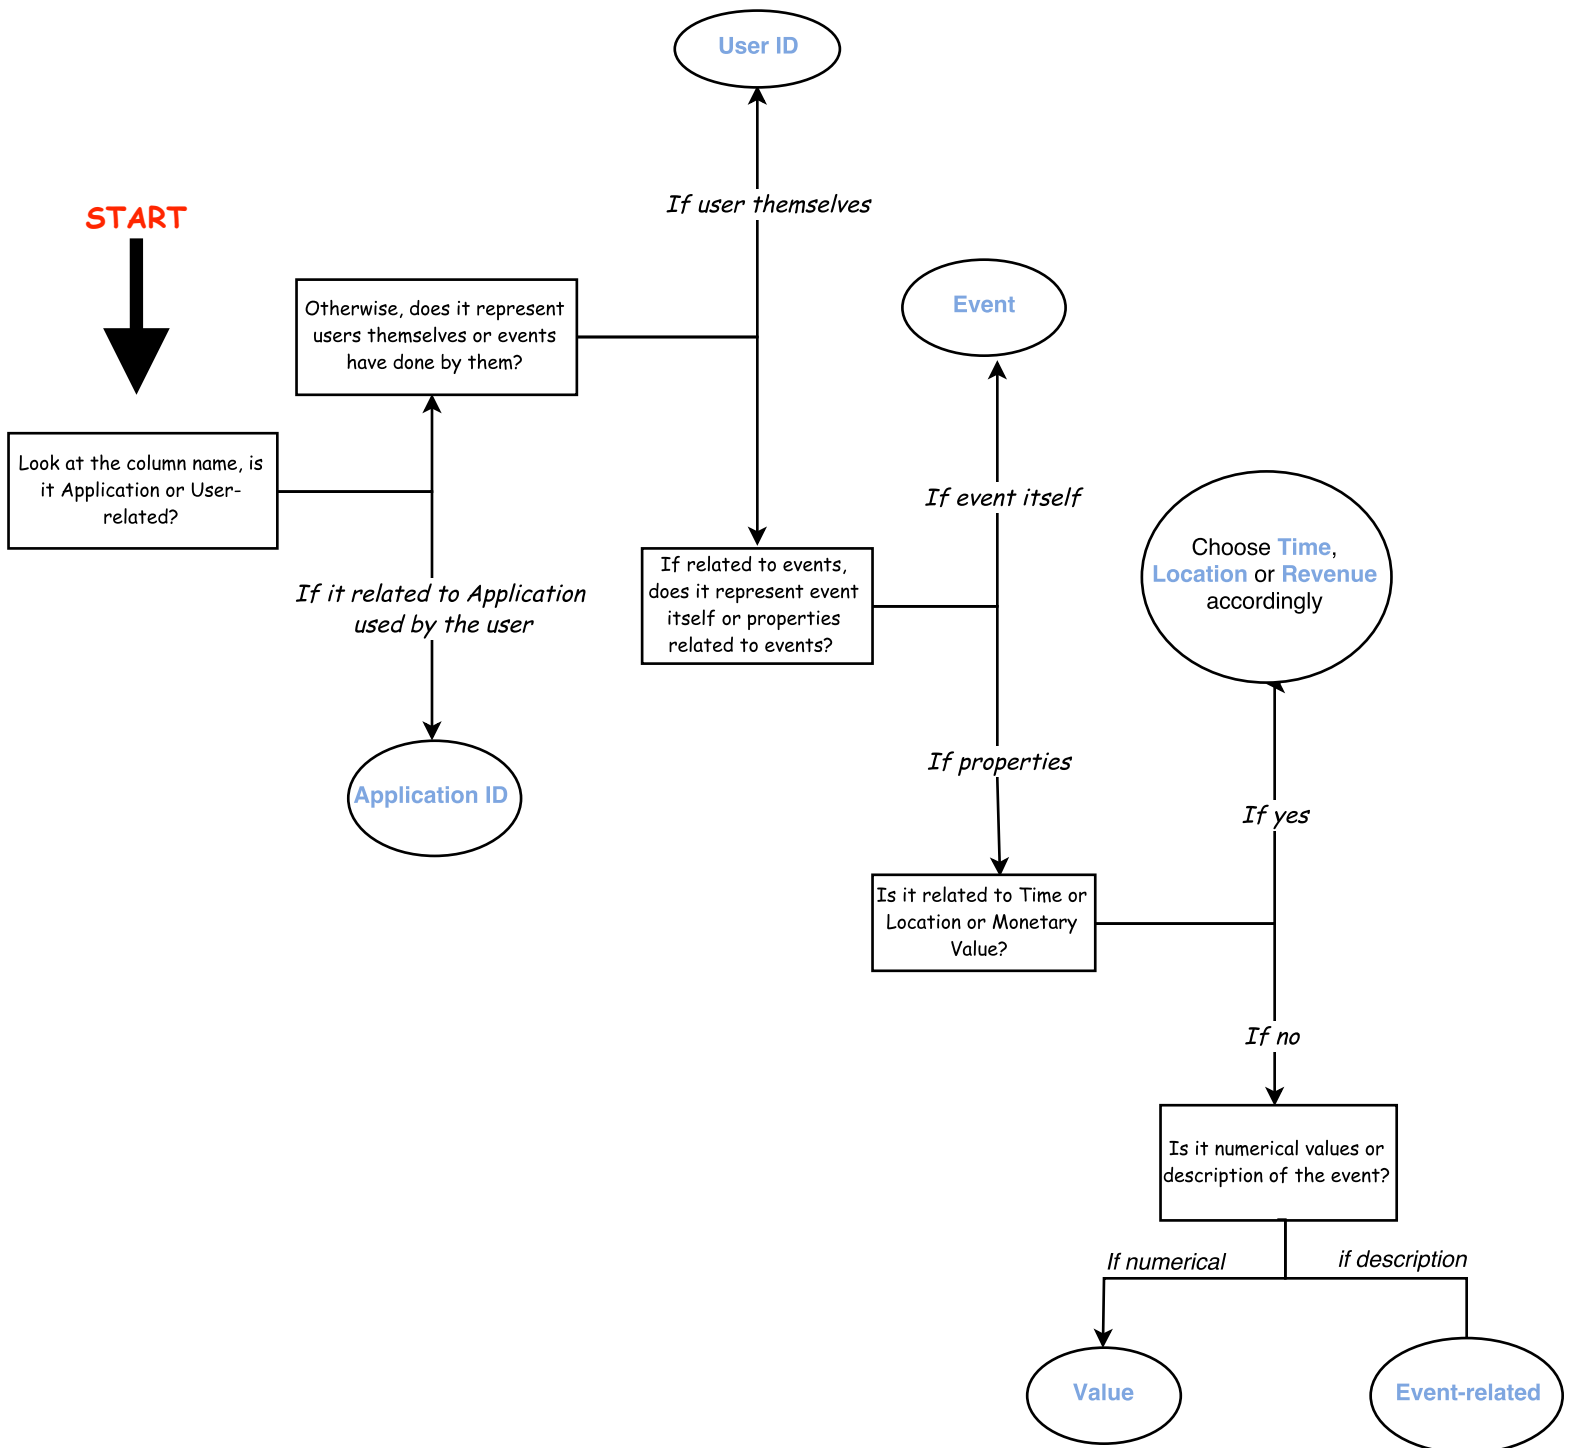 User ID
If user themselves
START
Otherwise, does it represent
users themselves or events
have done by them?
Event
Look at the column name, is
it Application or User-
related?
If event itself
If it related to Application
used by the user
If related to events,
does it represent event
itself or properties
related to events?
Choose Time,
Location or Revenue
accordingly
If properties
Application ID
If yes
Is it related to Time or
Location or Monetary
Value?
If no
Is it numerical values or
description of the event?
If numerical
if description
Value
Event-related